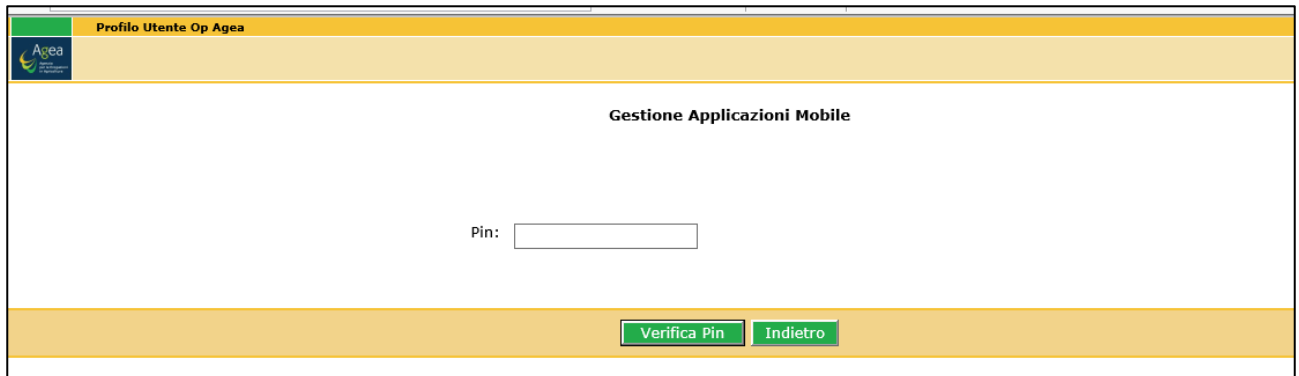 Profilo Utente Op Agea
Agea
Gestione Applicazioni Mobile
Pin:
Verifica Pin Indietro